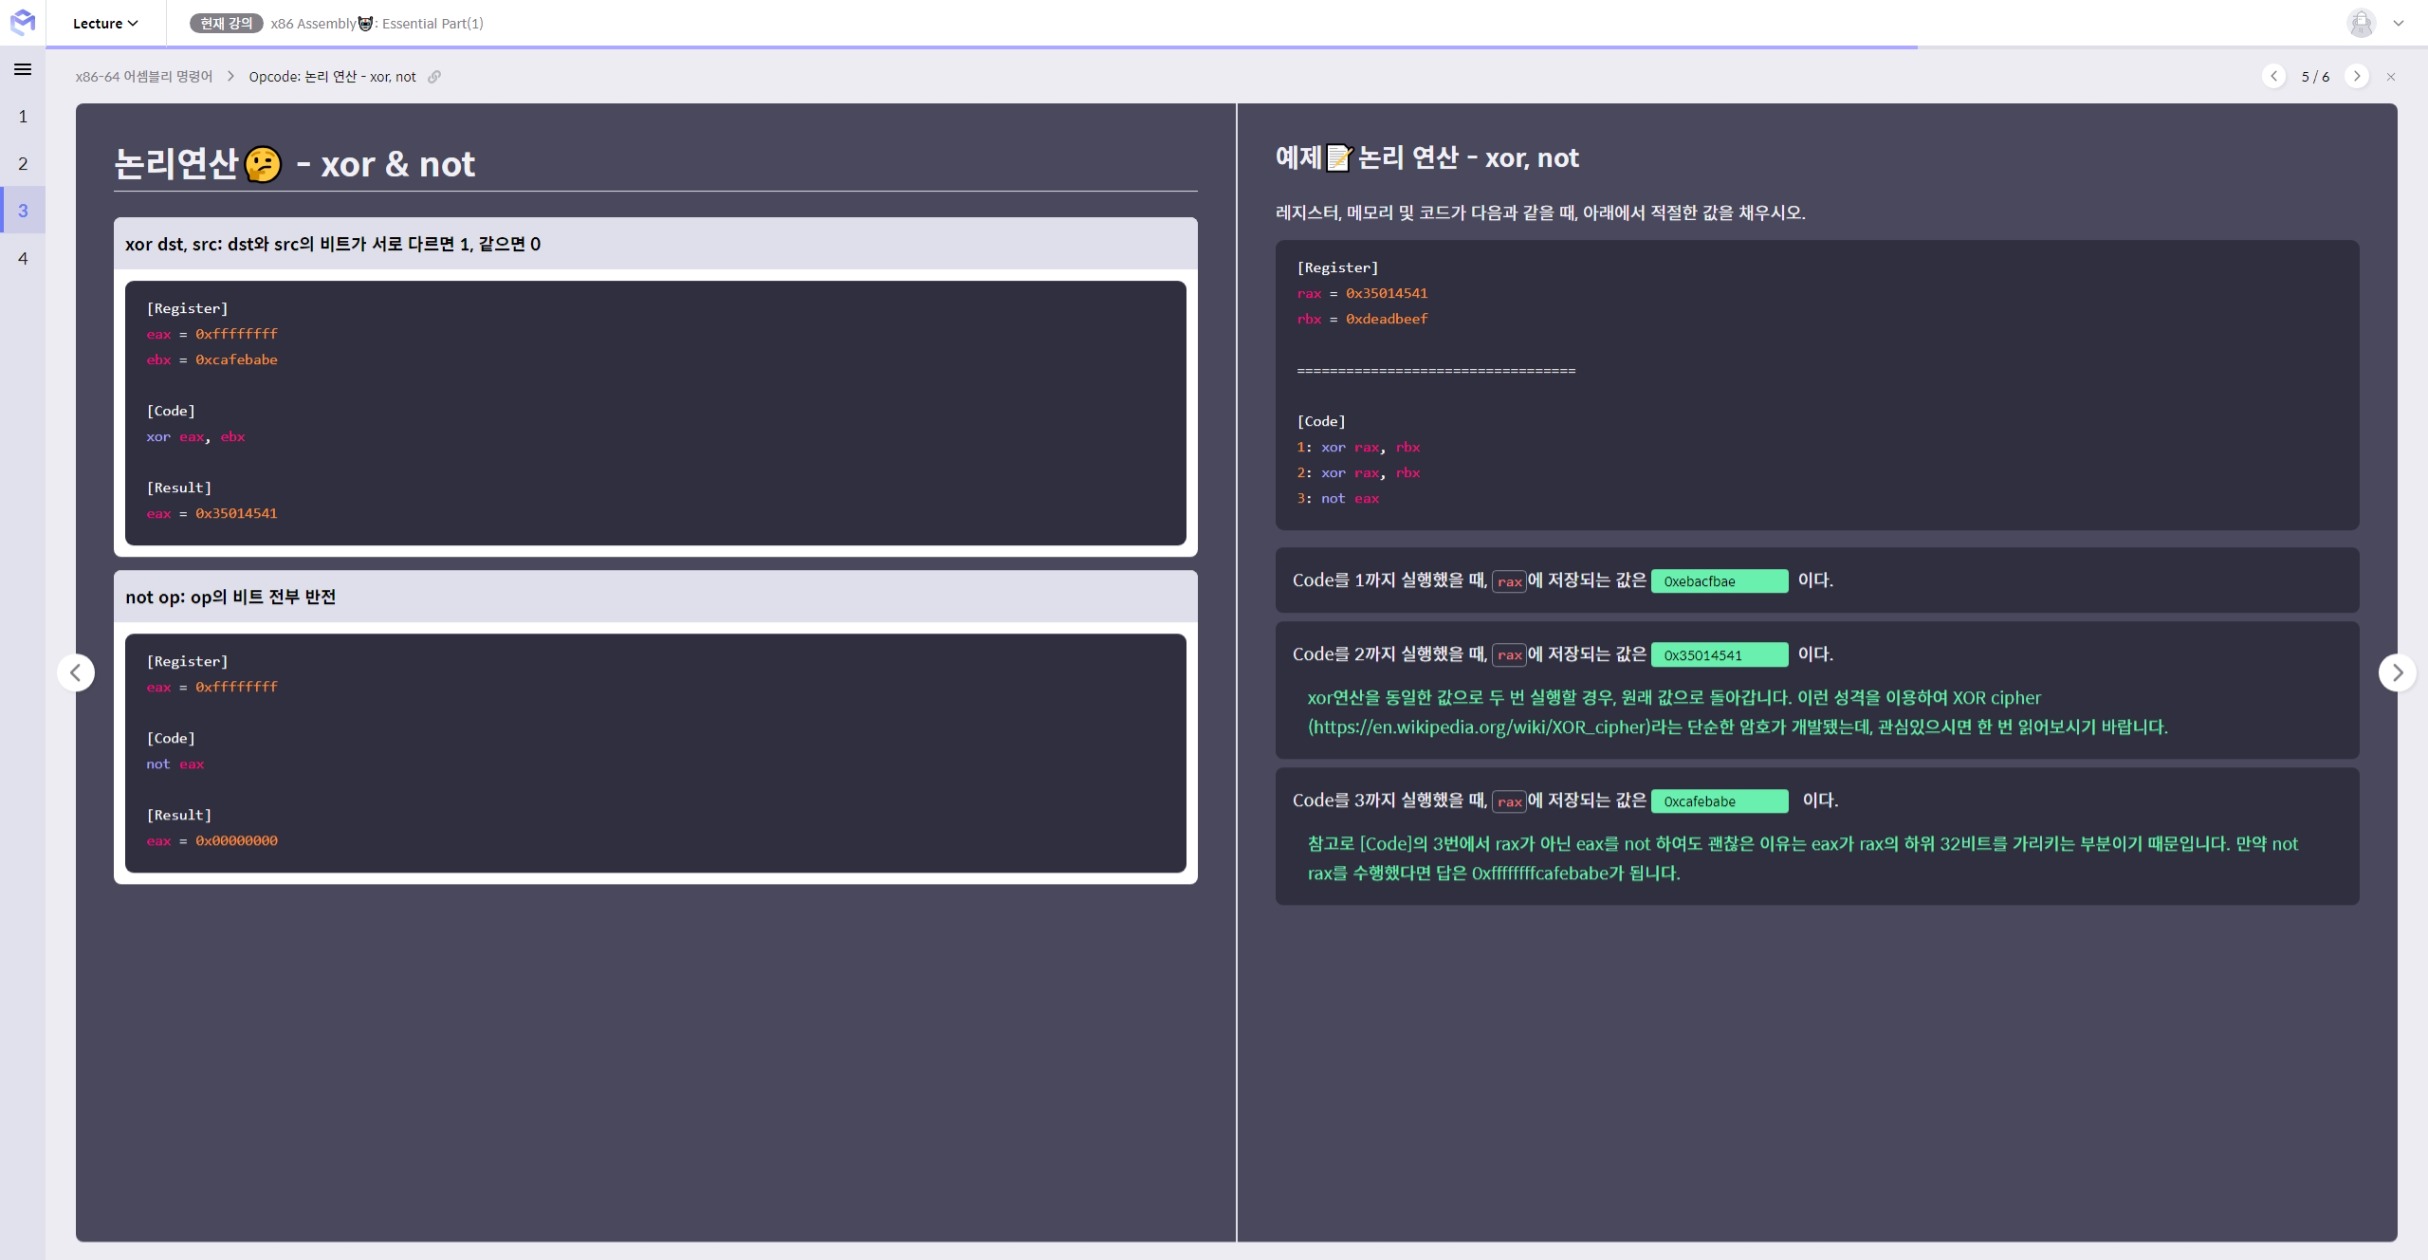 Lecture
현재 강의 x86 Assembly🐻: Essential Part(1)
x86-64 어셈블리 명령어 > Opcode: 논리 연산 - xor, not
5 / 6
1
2
3
4
논리연산🤔 - xor & not
xor dst, src: dst와 src의 비트가 서로 다르면 1, 같으면 0
[Register]
eax = 0xffffffff
ebx = 0xcafebabe
[Code]
xor eax, ebx
[Result]
eax = 0x35014541
not op: op의 비트 전부 반전
[Register]
eax = 0xffffffff
[Code]
not eax
[Result]
eax = 0x00000000
예제📝논리 연산 - xor, not
레지스터, 메모리 및 코드가 다음과 같을 때, 아래에서 적절한 값을 채우시오.
[Register]
rax = 0x35014541
rbx = 0xdeadbeef
==================================
[Code]
1: xor rax, rbx
2: xor rax, rbx
3: not eax
Code를 1까지 실행했을 때, rax에 저장되는 값은 0xebacfbae 이다.
Code를 2까지 실행했을 때, rax에 저장되는 값은 0x35014541 이다.
xor연산을 동일한 값으로 두 번 실행할 경우, 원래 값으로 돌아갑니다. 이런 성격을 이용하여 XOR cipher
(https://en.wikipedia.org/wiki/XOR_cipher)라는 단순한 암호가 개발됐는데, 관심있으시면 한 번 읽어보시기 바랍니다.
Code를 3까지 실행했을 때, rax에 저장되는 값은 0xcafebabe 이다.
참고로 [Code]의 3번에서 rax가 아닌 eax를 not 하여도 괜찮은 이유는 eax가 rax의 하위 32비트를 가리키는 부분이기 때문입니다. 만약 not
rax를 수행했다면 답은 0xffffffffcafebabe가 됩니다.